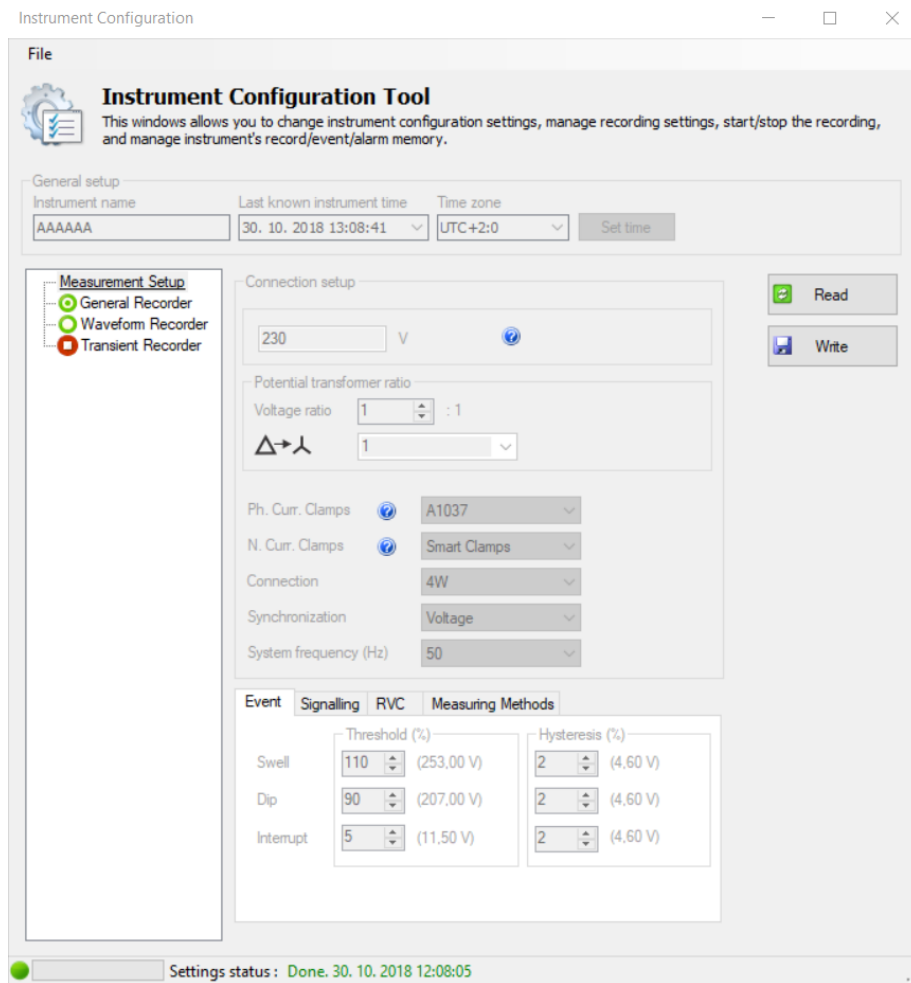 Instrument Configuration
File
Instrument Configuration Tool
This windows allows you to change instrument configuration settings, manage recording settings, start/stop the recording,
and manage instrument's record/event/alarm memory.
General setup
Instrument name Last known instrument time Time zone
AAAAAA 30. 10. 2018 13:08:41 UTC+2:0 Set time
Measurement Setup
General Recorder
Waveform Recorder
Transient Recorder
Connection setup
230 V
Potential transformer ratio
Voltage ratio 1 : 1
1
Ph. Curr. Clamps A1037
N. Curr. Clamps Smart Clamps
Connection 4W
Synchronization Voltage
System frequency (Hz) 50
Read
Write
Event Signalling RVC Measuring Methods
Threshold (%) Hysteresis (%)
Swell 110 (253,00 V) 2 (4,60 V)
Dip 90 (207,00 V) 2 (4,60 V)
Interrupt 5 (11,50 V) 2 (4,60 V)
Settings status : Done. 30. 10. 2018 12:08:05